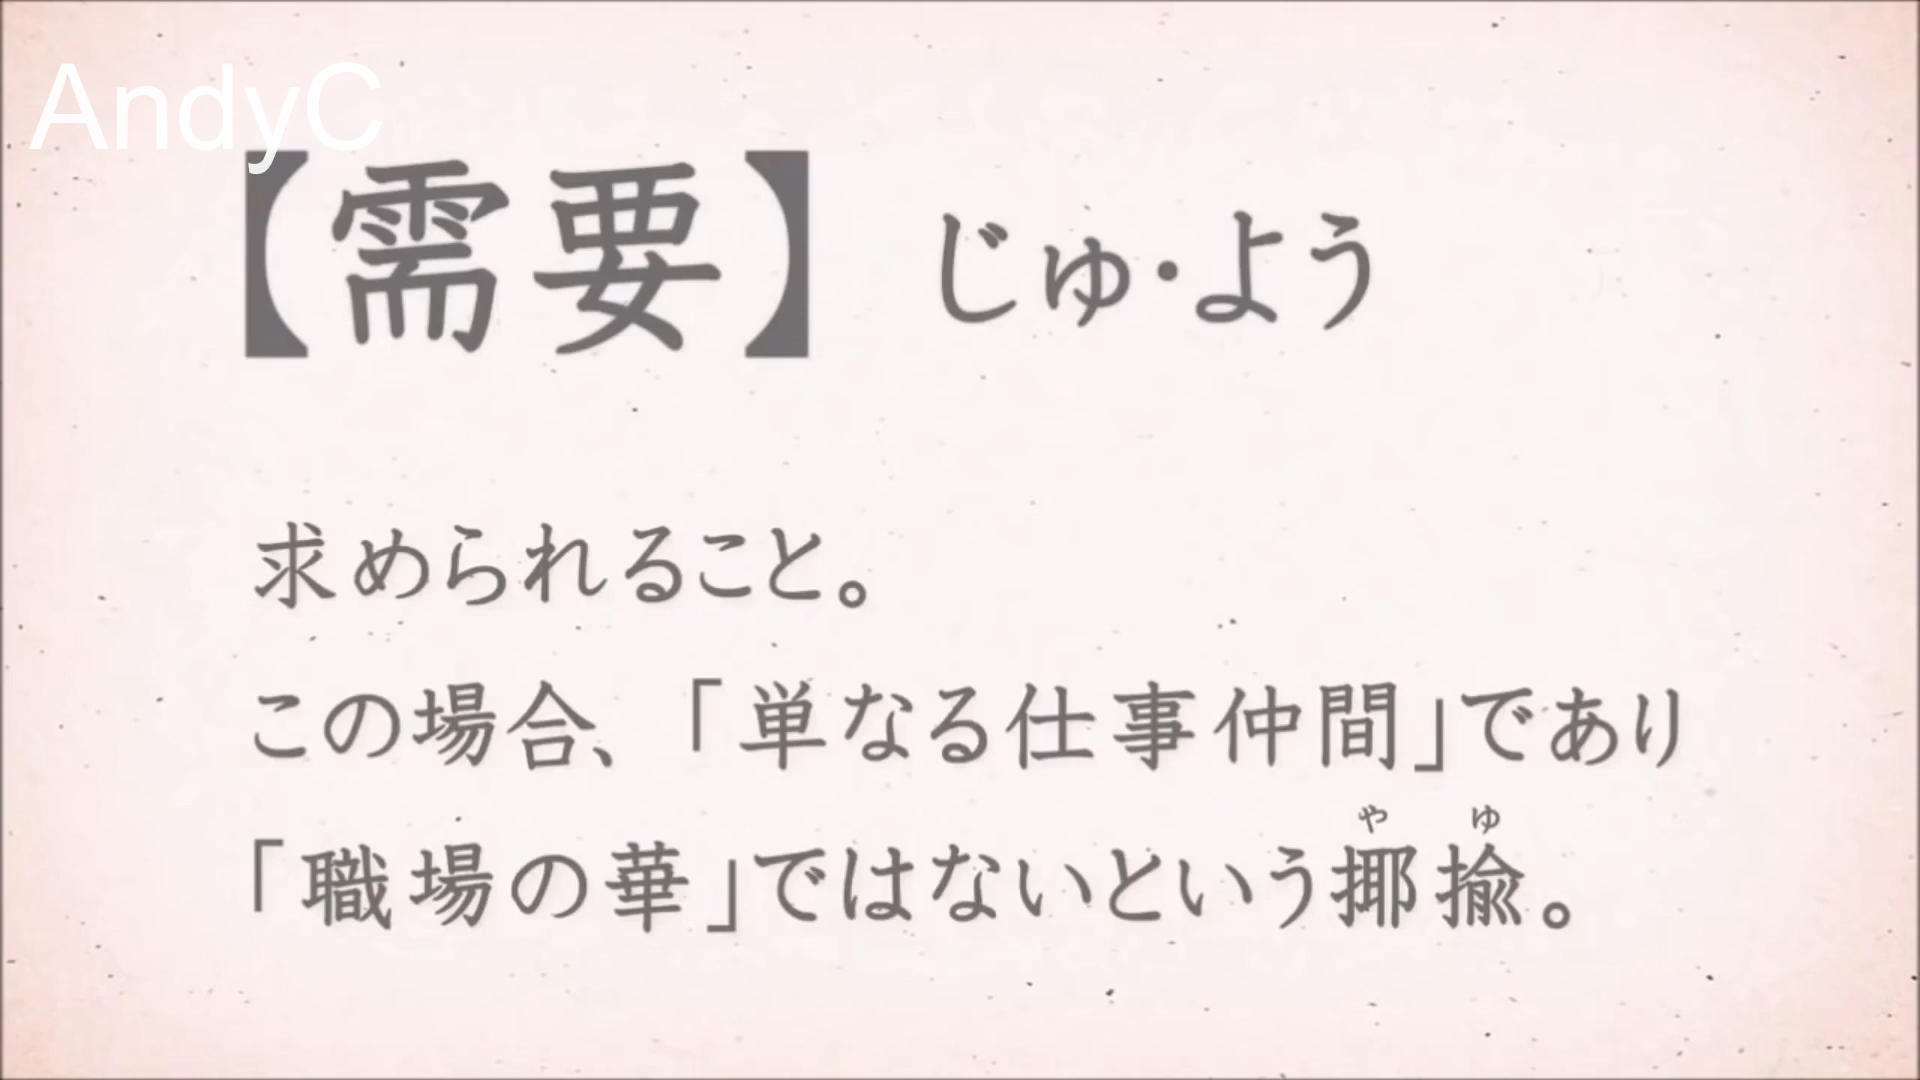 AndyC
【需要】 じゅ・よう
求められること。
この場合、「単なる仕事仲間」であり
やゆ
「職場の華」ではないという揶揄。